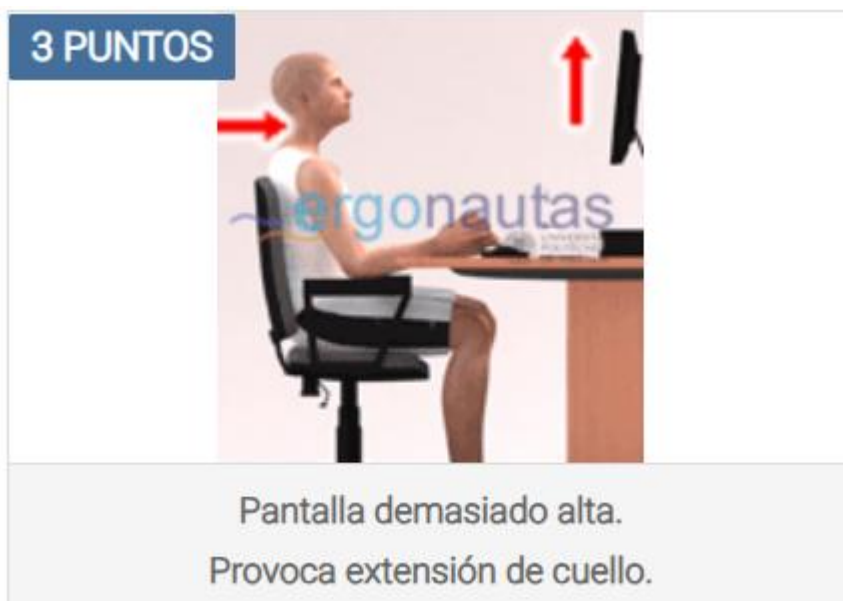 3 PUNTOS
ergonautas
Pantalla demasiado alta.
Provoca extensión de cuello.